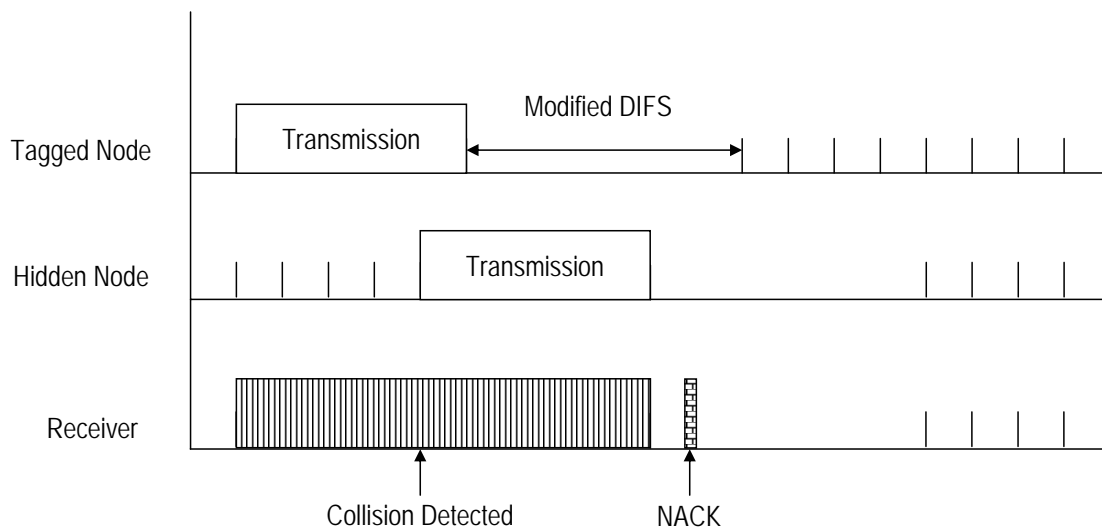 Modified DIFS
Tagged Node
Transmission
Hidden Node
Transmission
Receiver
Collision Detected
NACK